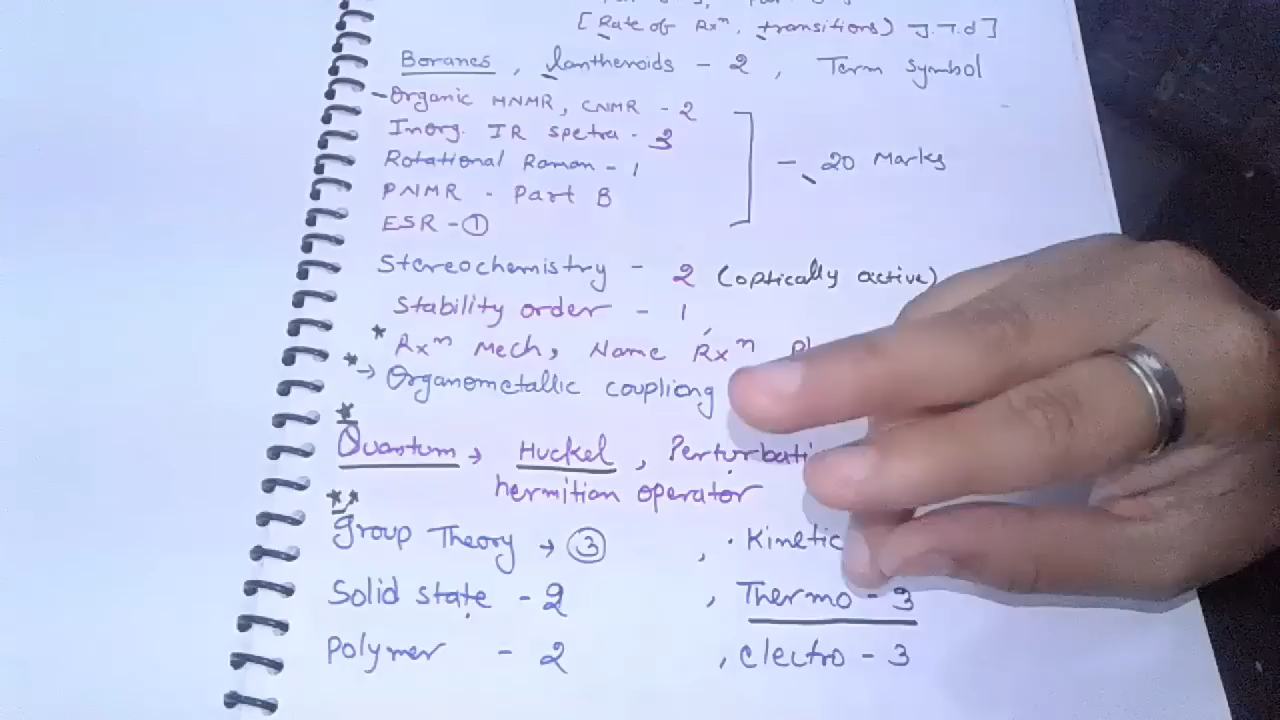 [Rate of Rxⁿ, transitions) J.T.d]
Boranes, Lanthenoids - 2, Term symbol
- Organic HNMR, CNMR - 2
Inorg. IR spetra - 3
Rotational Raman - 1
- 20 Marks
PNMR - Part B
ESR - ①
Stereochemistry - 2 (optically active)
Stability order - 1
* Rxⁿ Mech, Name Rxⁿ
* → Organometallic coupliong
* Quantum → Huckel, Perturbati
hermition operator
** Group Theory → ③ , · Kinetic
Solid state - 2 , Thermo - 3
Polymer - 2 , electro - 3